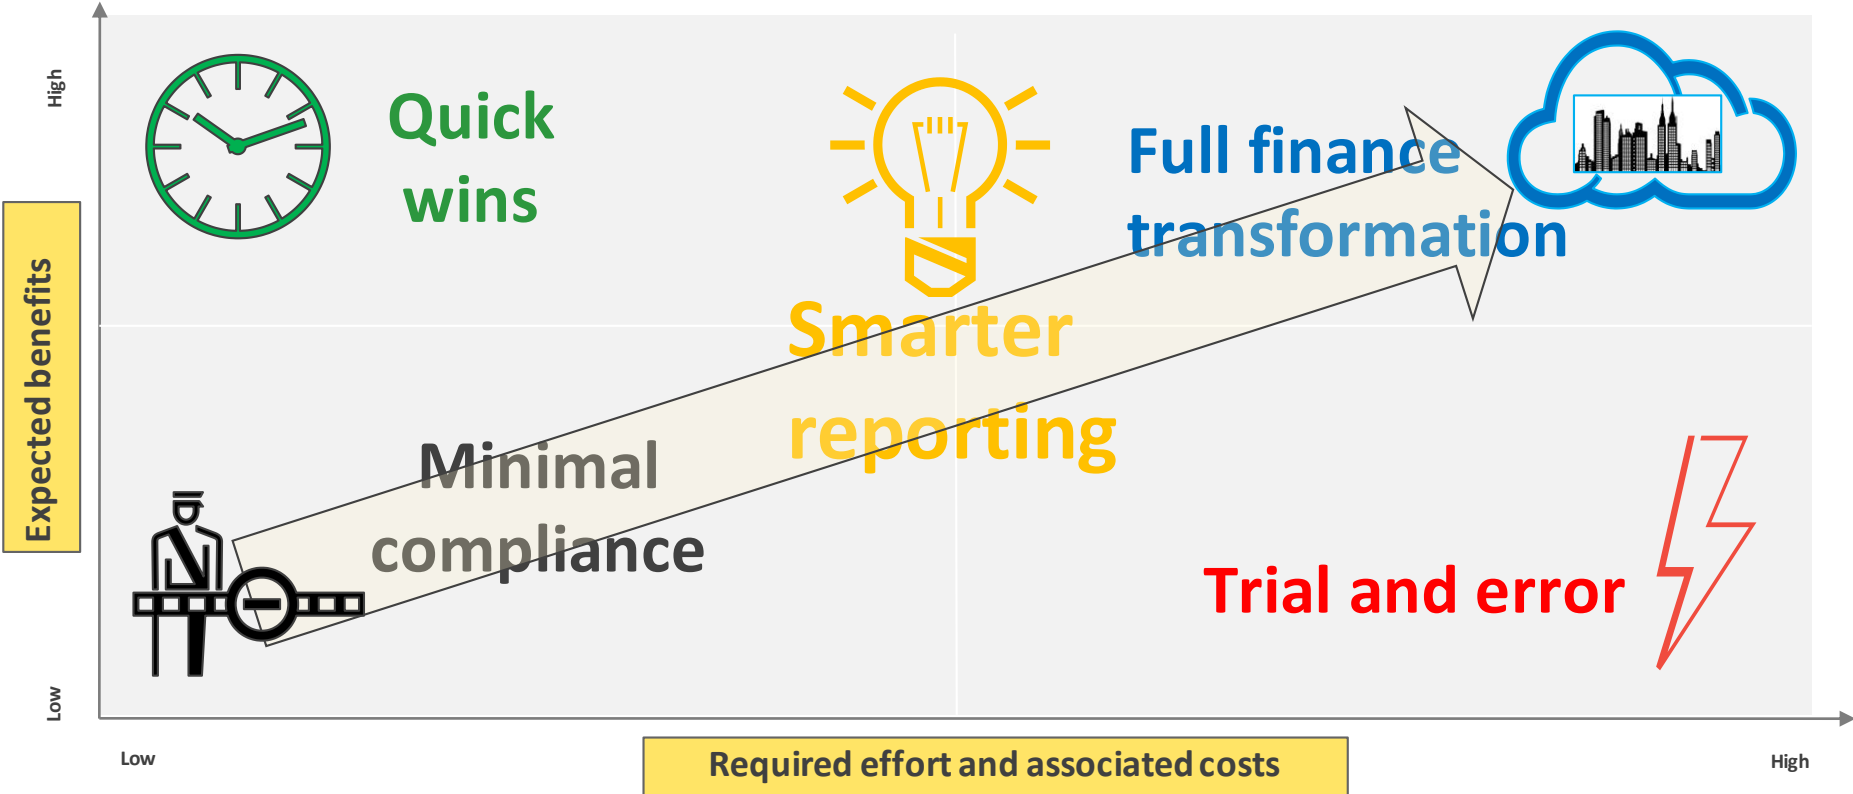 High
Quick
wins
Full finance
transformation
Expected benefits
Smarter
reporting
Minimal
compliance
Trial and error
Low
Low
Required effort and associated costs
High